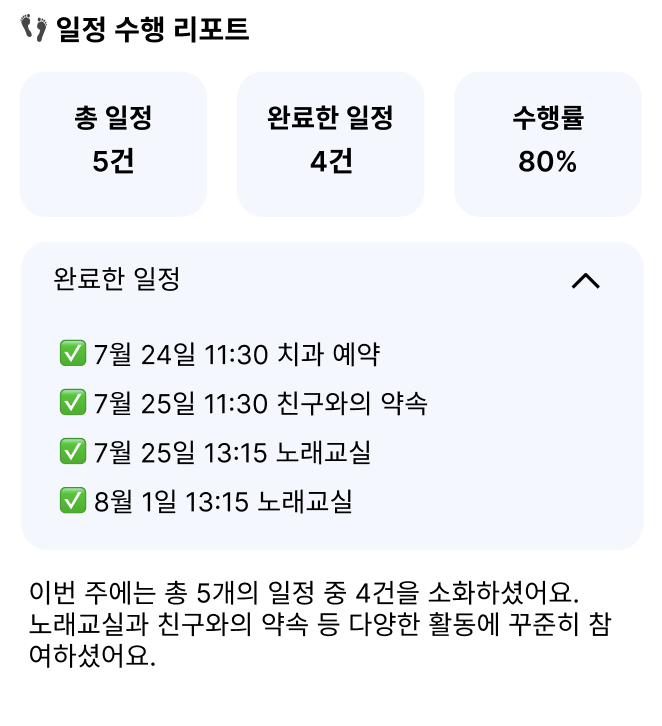 👣 일정 수행 리포트
총 일정
5건
완료한 일정
4건
수행률
80%
완료한 일정
✅ 7월 24일 11:30 치과 예약
✅ 7월 25일 11:30 친구와의 약속
✅ 7월 25일 13:15 노래교실
✅ 8월 1일 13:15 노래교실
이번 주에는 총 5개의 일정 중 4건을 소화하셨어요.
노래교실과 친구와의 약속 등 다양한 활동에 꾸준히 참
여하셨어요.